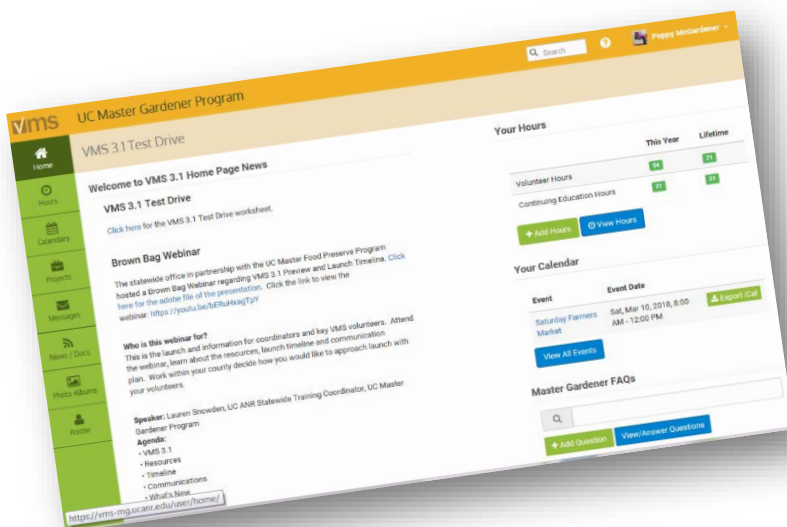 vms
UC Master Gardener Program
Search
?
Poppy McGardener
VMS 3.1 Test Drive
Home
Hours
Calendars
Projects
Messages
News / Docs
Photo Albums
Roster
Welcome to VMS 3.1 Home Page News
VMS 3.1 Test Drive
Click here for the VMS 3.1 Test Drive worksheet.
Brown Bag Webinar
The statewide office in partnership with the UC Master Food Preserve Program
hosted a Brown Bag Webinar regarding VMS 3.1 Preview and Launch Timeline. Click
here for the adobe file of the presentation. Click the link to view the
webinar: https://youtu.be/bERuHxagTpY
Who is this webinar for?
This is the launch and information for coordinators and key VMS volunteers. Attend
the webinar, learn about the resources, launch timeline and communication
plan. Work within your county decide how you would like to approach launch with
your volunteers.
Speaker: Lauren Snowden, UC ANR Statewide Training Coordinator, UC Master
Gardener Program
Agenda:
• VMS 3.1
• Resources
• Timeline
• Communications
• What's New
https://vms-mg.ucanr.edu/user/home/
Your Hours
This Year Lifetime
Volunteer Hours
Continuing Education Hours
+ Add Hours
View Hours
Your Calendar
Event Event Date
Saturday Farmers
Market
Sat, Mar 10, 2018, 8:00
AM - 12:00 PM
Export iCal
View All Events
Master Gardener FAQs
+ Add Question
View/Answer Questions